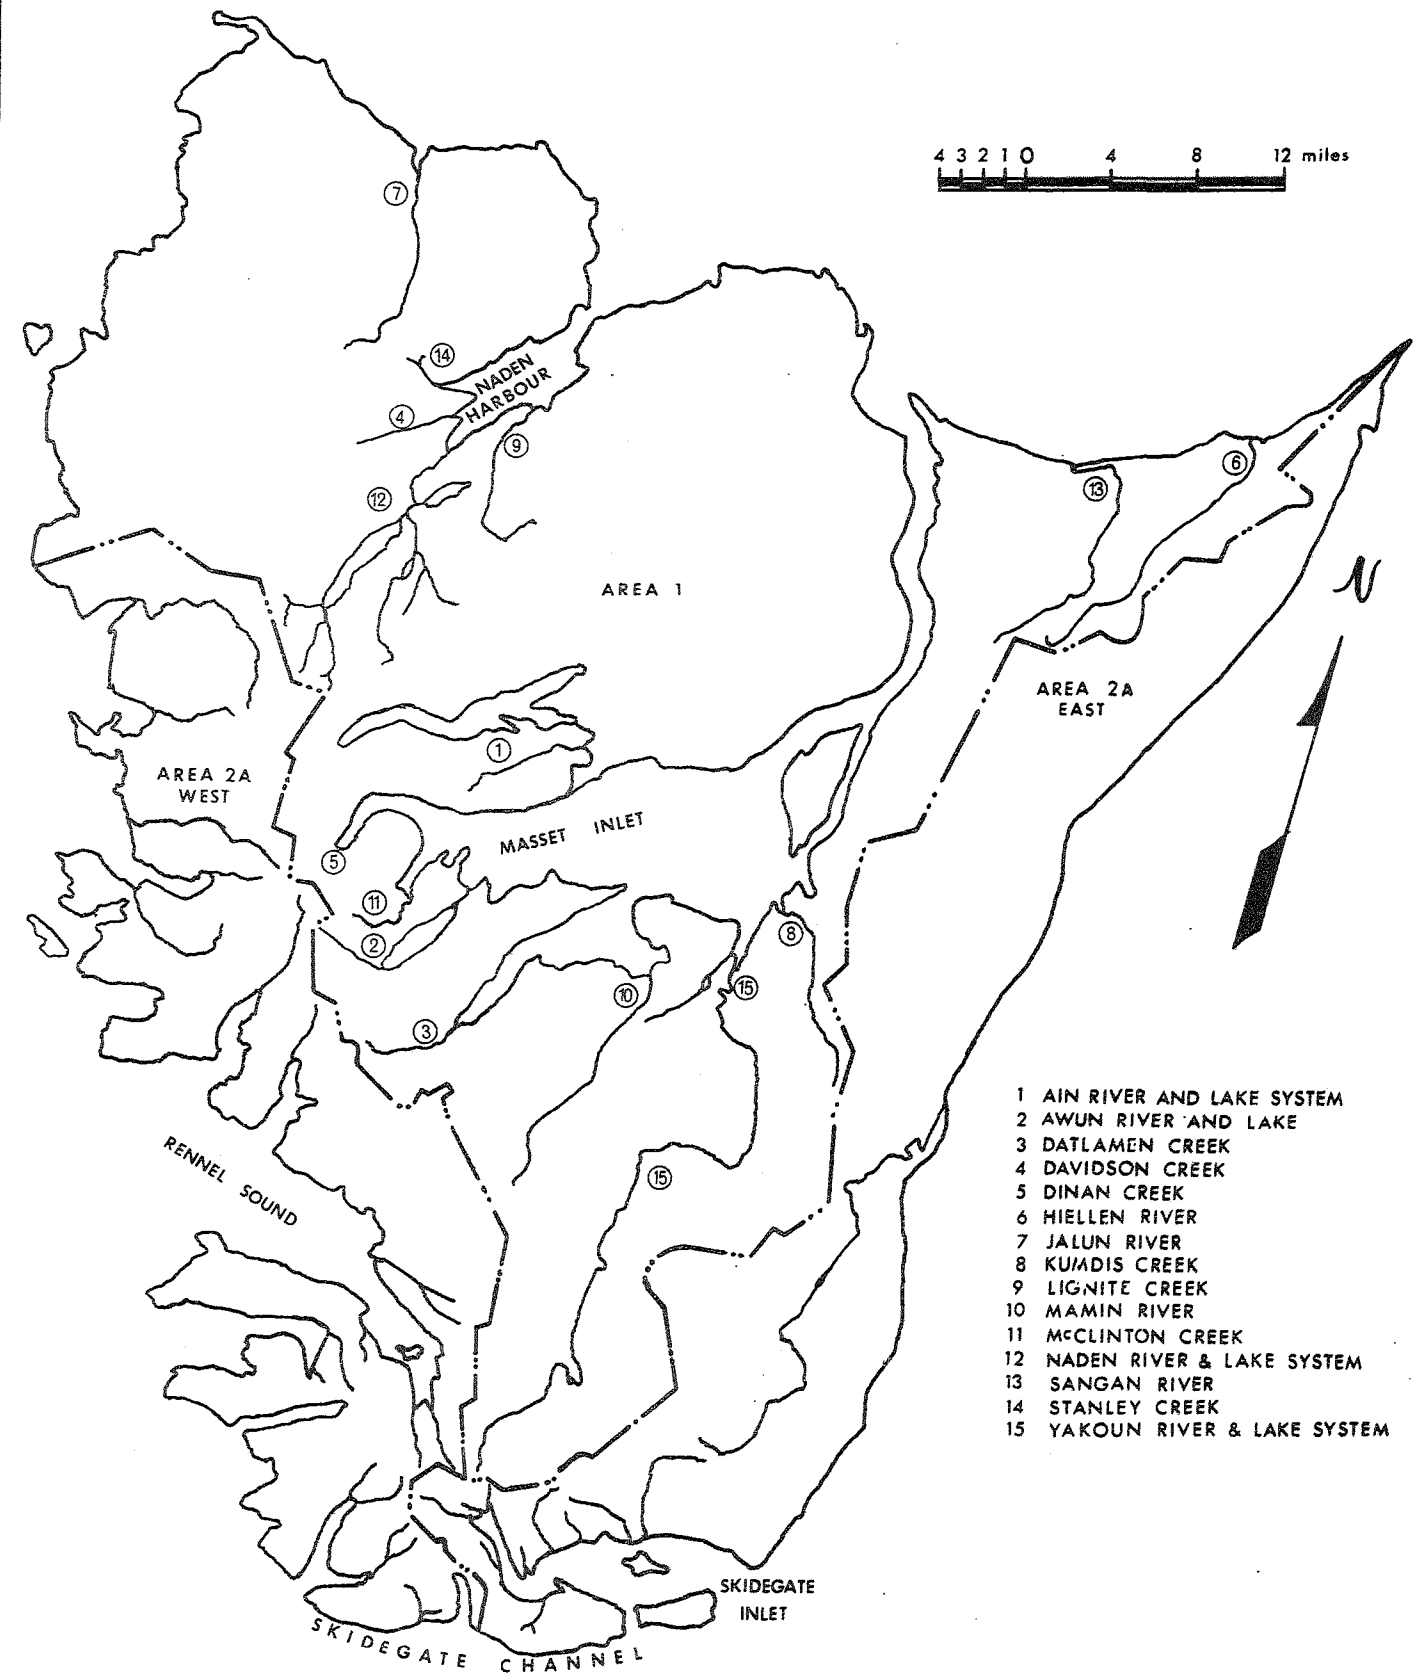 4 3 2 1 0 4 8 12 miles
7
14
NADEN
HARBOUR
4
9
6
13
12
AREA 1
N
AREA 2A
EAST
1
AREA 2A
WEST
MASSET INLET
5
11
2
8
10
15
3
RENNEL SOUND
15
1 AIN RIVER AND LAKE SYSTEM
2 AWUN RIVER AND LAKE
3 DATLAMEN CREEK
4 DAVIDSON CREEK
5 DINAN CREEK
6 HIELLEN RIVER
7 JALUN RIVER
8 KUMDIS CREEK
9 LIGNITE CREEK
10 MAMIN RIVER
11 McCLINTON CREEK
12 NADEN RIVER & LAKE SYSTEM
13 SANGAN RIVER
14 STANLEY CREEK
15 YAKOUN RIVER & LAKE SYSTEM
SKIDEGATE
INLET
SKIDEGATE CHANNEL